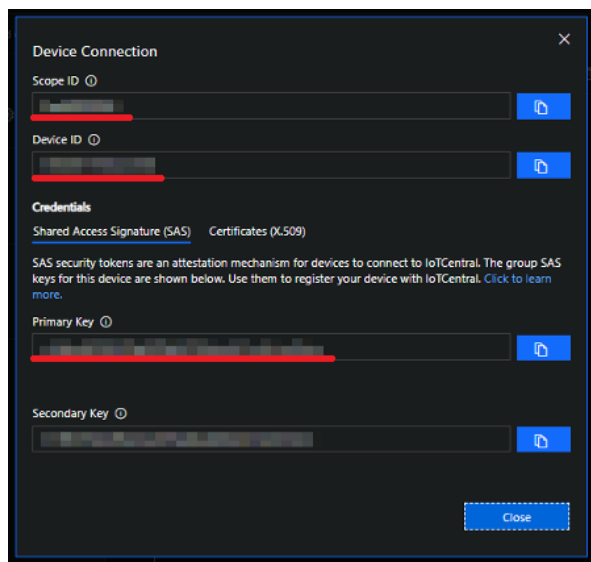 Device Connection
Scope ID
Device ID
Credentials
Shared Access Signature (SAS) Certificates (X.509)
SAS security tokens are an attestation mechanism for devices to connect to IoTCentral. The group SAS
keys for this device are shown below. Use them to register your device with IoTCentral. Click to learn
more.
Primary Key
Secondary Key
Close